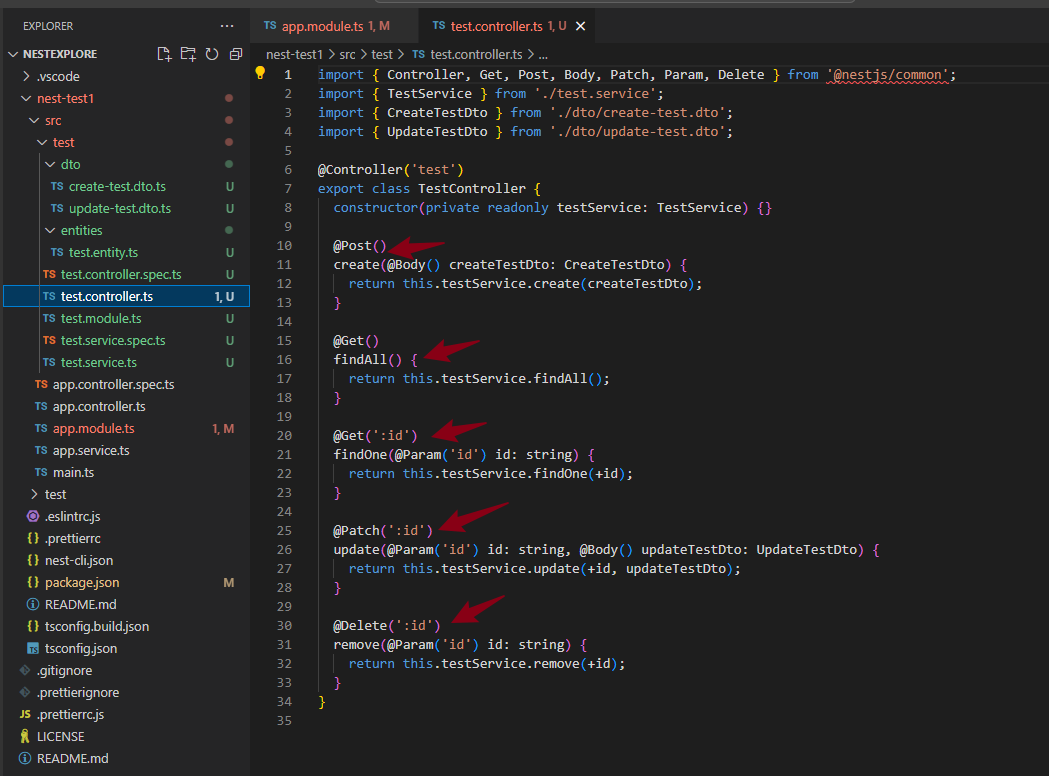 EXPLORER ...
NESTEXPLORE
.vscode
nest-test1
src
test
dto
TS create-test.dto.ts U
TS update-test.dto.ts U
entities
TS test.entity.ts U
TS test.controller.spec.ts U
TS test.controller.ts 1, U
TS test.module.ts U
TS test.service.spec.ts U
TS test.service.ts U
TS app.controller.spec.ts
TS app.controller.ts
TS app.module.ts 1, M
TS app.service.ts
TS main.ts
test
.eslintrc.js
{} .prettierrc
{} nest-cli.json
{} package.json M
README.md
{} tsconfig.build.json
TS tsconfig.json
.gitignore
.prettierignore
JS .prettierrc.js
LICENSE
README.md
TS app.module.ts 1, M TS test.controller.ts 1, U
nest-test1 > src > test > TS test.controller.ts > ...
1 import { Controller, Get, Post, Body, Patch, Param, Delete } from '@nestjs/common';
2 import { TestService } from './test.service';
3 import { CreateTestDto } from './dto/create-test.dto';
4 import { UpdateTestDto } from './dto/update-test.dto';
5
6 @Controller('test')
7 export class TestController {
8 constructor(private readonly testService: TestService) {}
9
10 @Post()
11 create(@Body() createTestDto: CreateTestDto) {
12 return this.testService.create(createTestDto);
13 }
14
15 @Get()
16 findAll() {
17 return this.testService.findAll();
18 }
19
20 @Get(':id')
21 findOne(@Param('id') id: string) {
22 return this.testService.findOne(+id);
23 }
24
25 @Patch(':id')
26 update(@Param('id') id: string, @Body() updateTestDto: UpdateTestDto) {
27 return this.testService.update(+id, updateTestDto);
28 }
29
30 @Delete(':id')
31 remove(@Param('id') id: string) {
32 return this.testService.remove(+id);
33 }
34 }
35